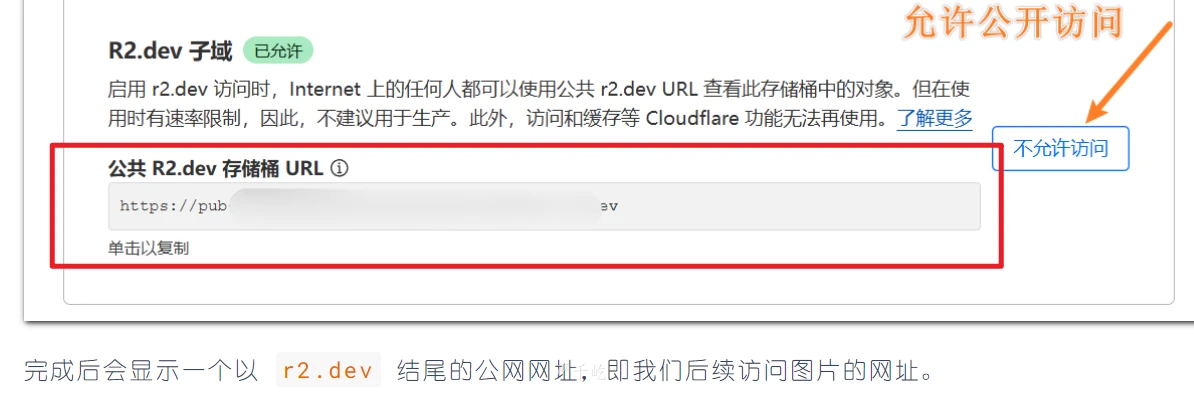 允许公开访问
R2.dev 子域 已允许
启用 r2.dev 访问时，Internet 上的任何人都可以使用公共 r2.dev URL 查看此存储桶中的对象。但在使
用时有速率限制，因此，不建议用于生产。此外，访问和缓存等 Cloudflare 功能无法再使用。了解更多
不允许访问
公共 R2.dev 存储桶 URL
https://pub ev
单击以复制
完成后会显示一个以 r2.dev 结尾的公网网址，即我们后续访问图片的网址。